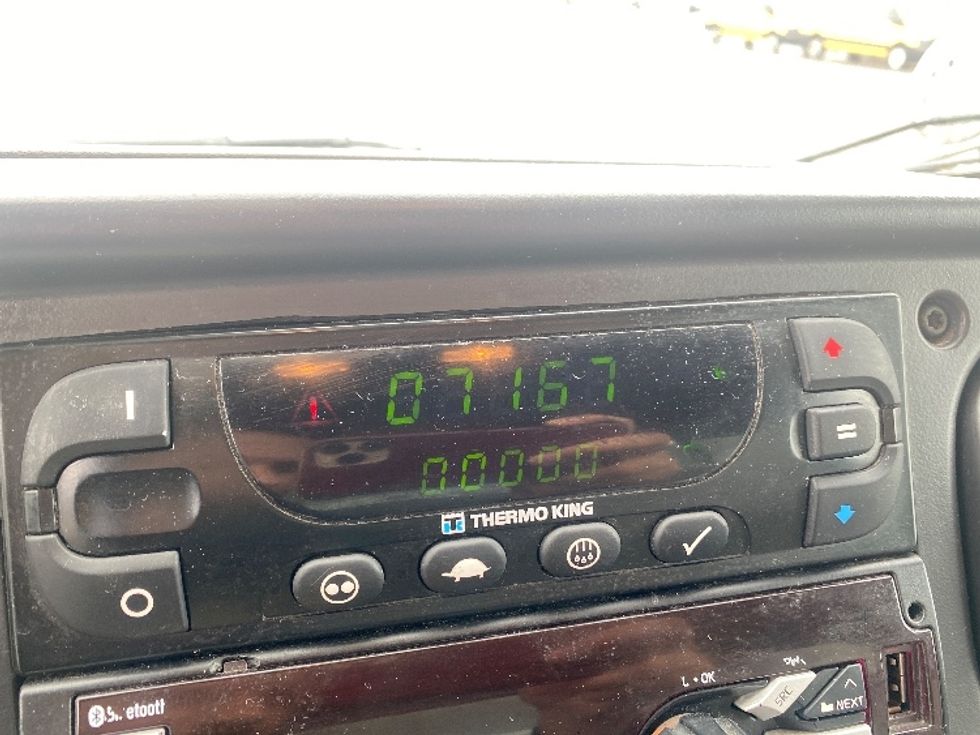 07167
00000
THERMO KING
L • OK
SRC
NEXT